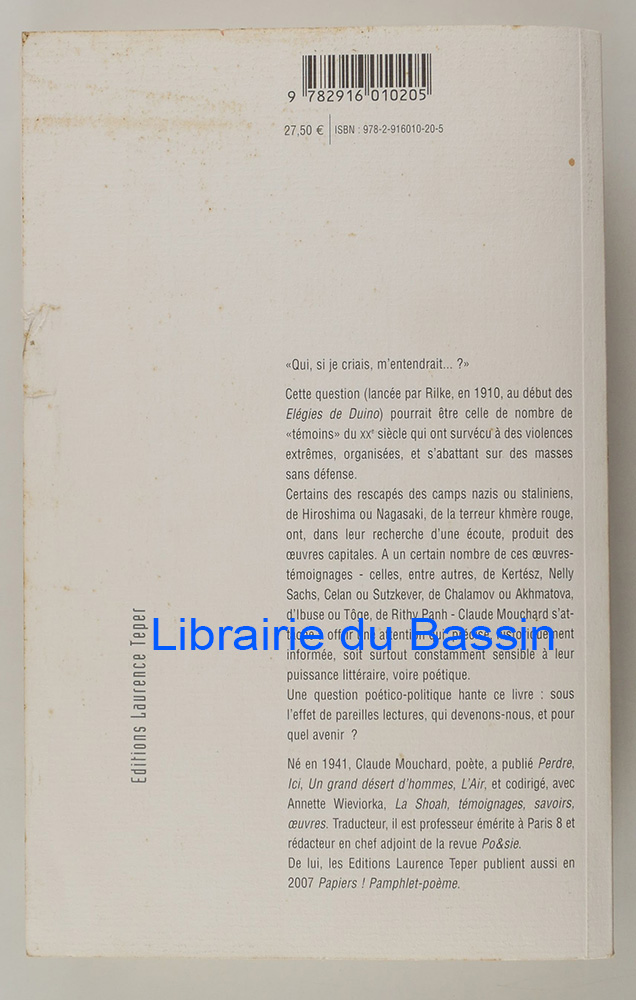 9 782916 010205
27,50 € ISBN : 978-2-916010-20-5
«Qui, si je criais, m'entendrait... ?»
Cette question (lancée par Rilke, en 1910, au début des
Elégies de Duino) pourrait être celle de nombre de
«témoins» du XXe siècle qui ont survécu à des violences
extrêmes, organisées, et s'abattant sur des masses
sans défense.
Certains des rescapés des camps nazis ou staliniens,
de Hiroshima ou Nagasaki, de la terreur khmère rouge,
ont, dans leur recherche d'une écoute, produit des
œuvres capitales. A un certain nombre de ces œuvres-
témoignages - celles, entre autres, de Kertész, Nelly
Sachs, Celan ou Sutzkever, de Chalamov ou Akhmatova,
d'Ibuse ou Tôge, de Rithy Panh - Claude Mouchard s'at-
offrir une attention qui, précise, historiquement
informée, soit surtout constamment sensible à leur
puissance littéraire, voire poétique.
Une question poético-politique hante ce livre : sous
l'effet de pareilles lectures, qui devenons-nous, et pour
quel avenir ?
Né en 1941, Claude Mouchard, poète, a publié Perdre,
Ici, Un grand désert d'hommes, L'Air, et codirigé, avec
Annette Wieviorka, La Shoah, témoignages, savoirs,
œuvres. Traducteur, il est professeur émérite à Paris 8 et
rédacteur en chef adjoint de la revue Po&sie.
De lui, les Editions Laurence Teper publient aussi en
2007 Papiers ! Pamphlet-poème.
Editions Laurence Teper
Librairie du Bassin